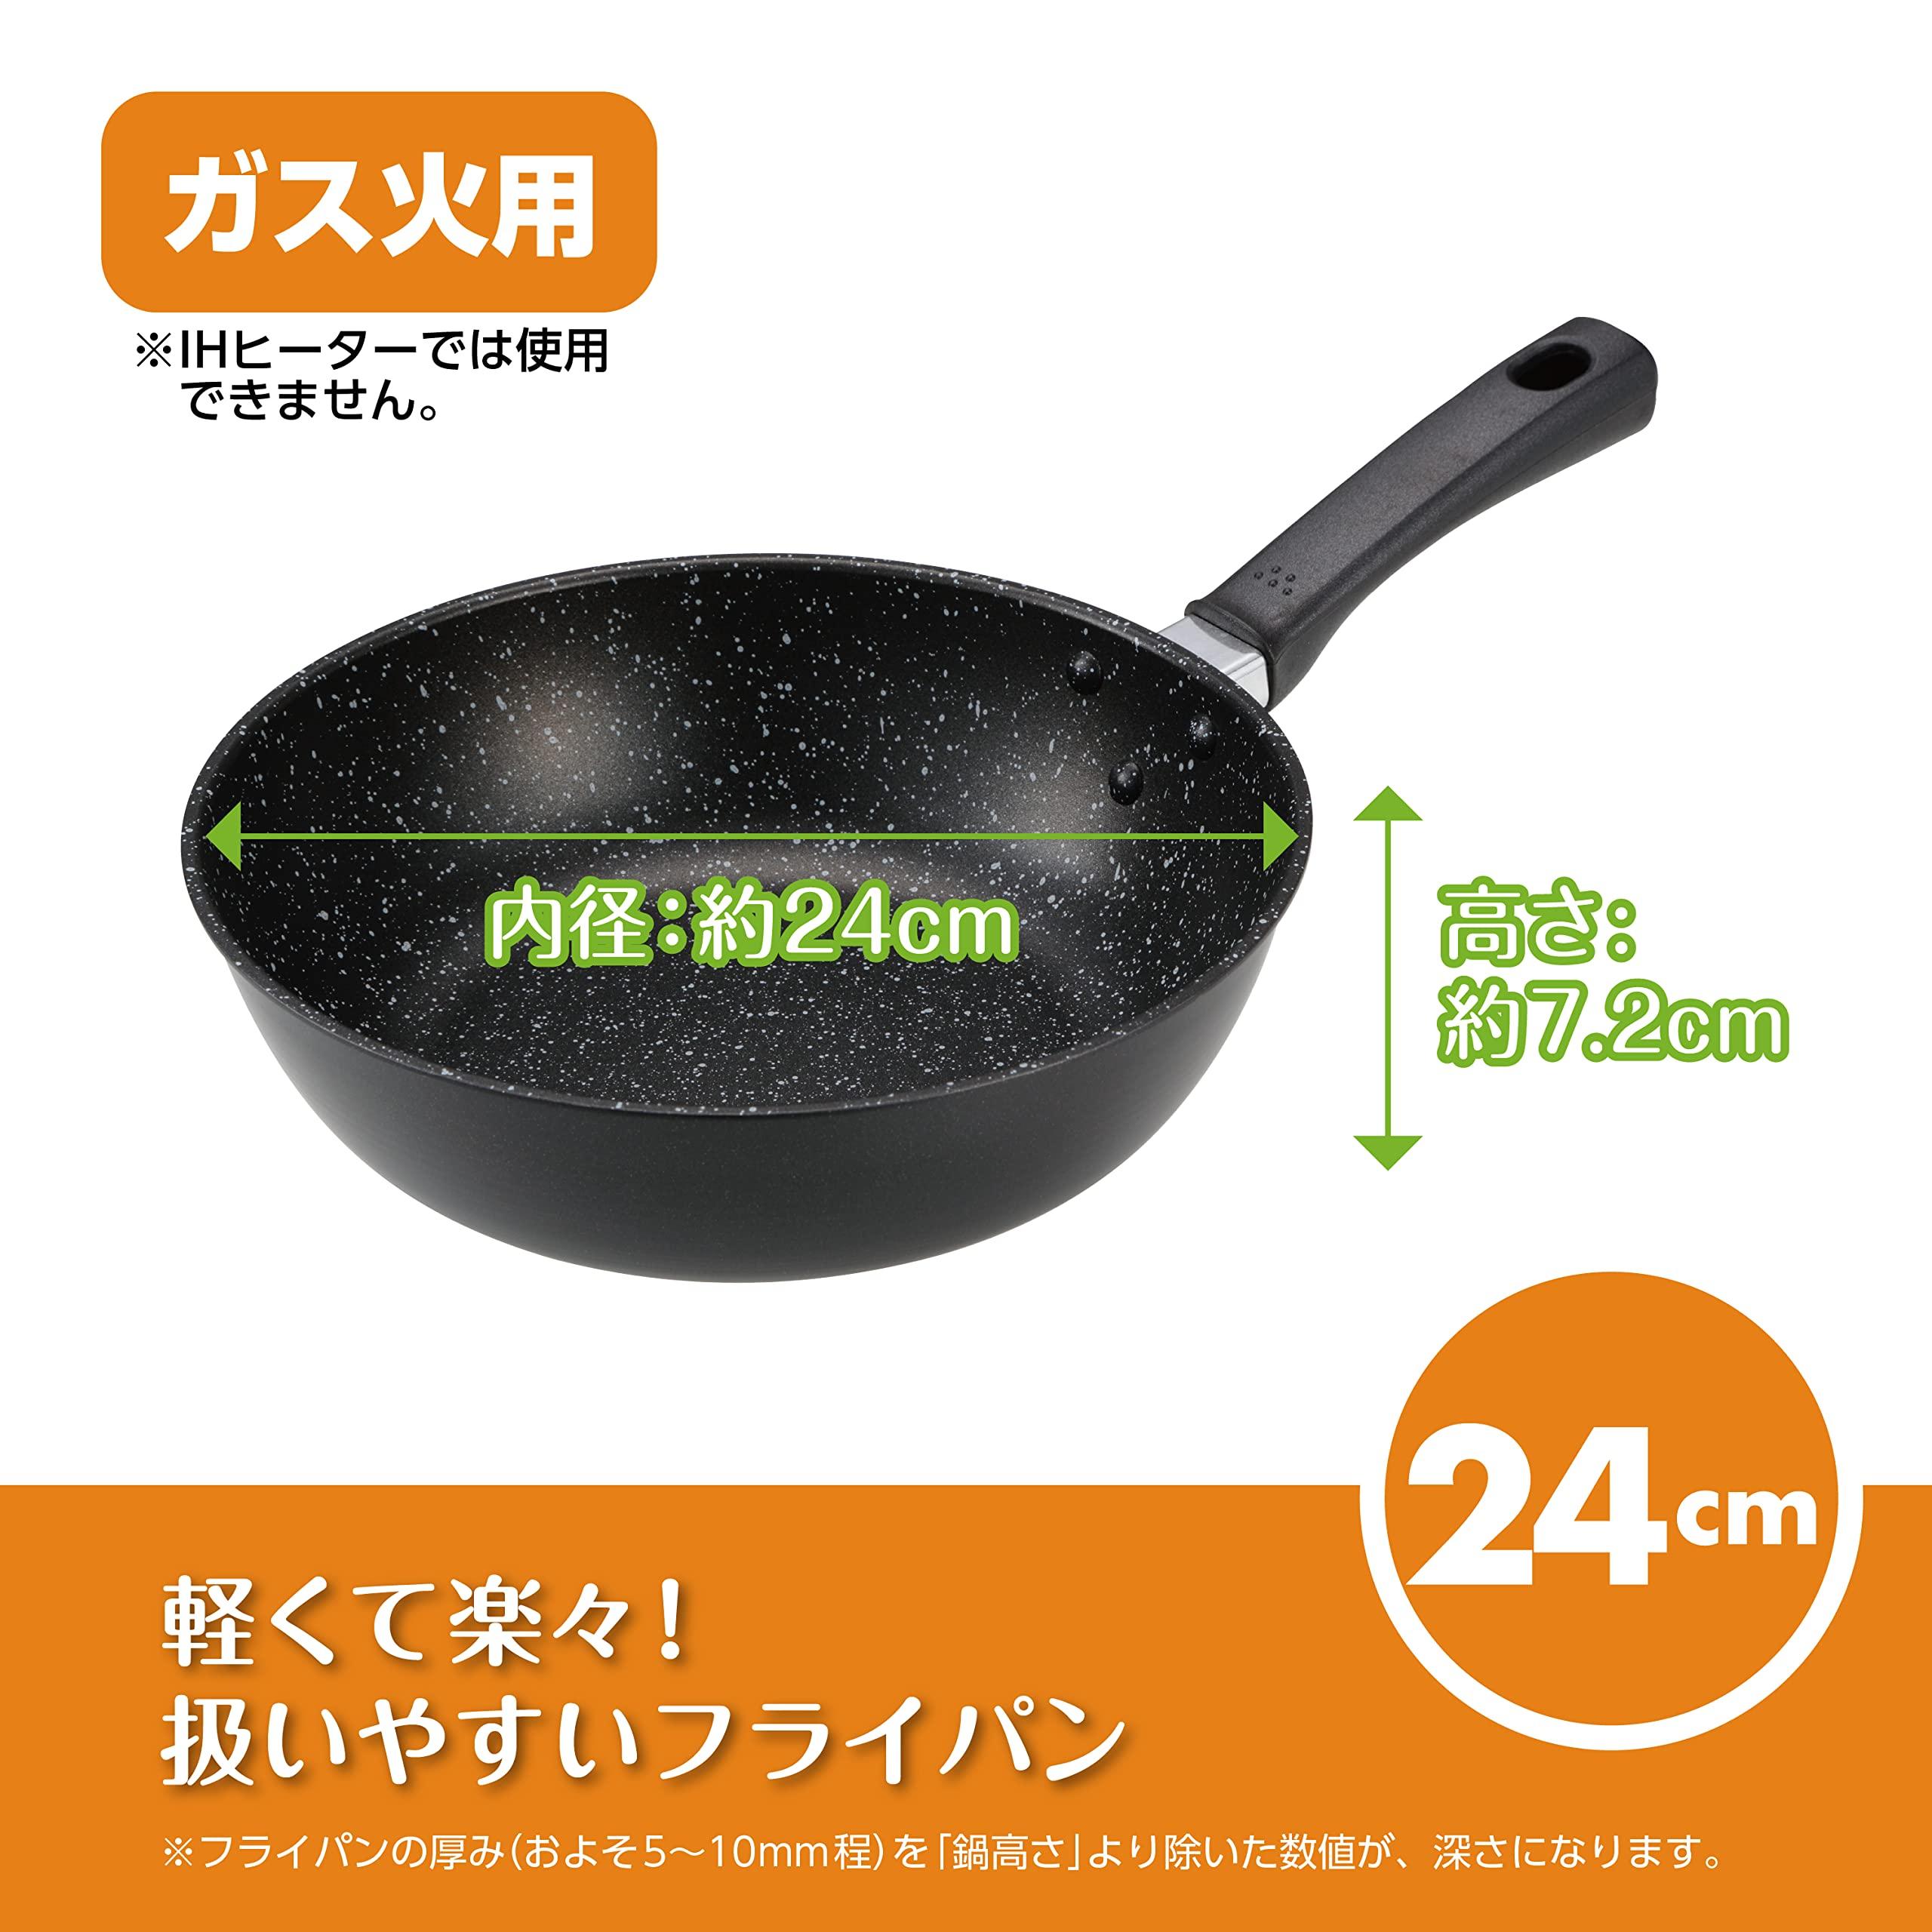 ガス火用
※IHヒーターでは使用
できません。
内径:約24cm
高さ:
約7.2cm
24cm
軽くて楽々!
扱いやすいフライパン
※フライパンの厚み(およそ5〜10mm程)を「鍋高さ」より除いた数値が、深さになります。